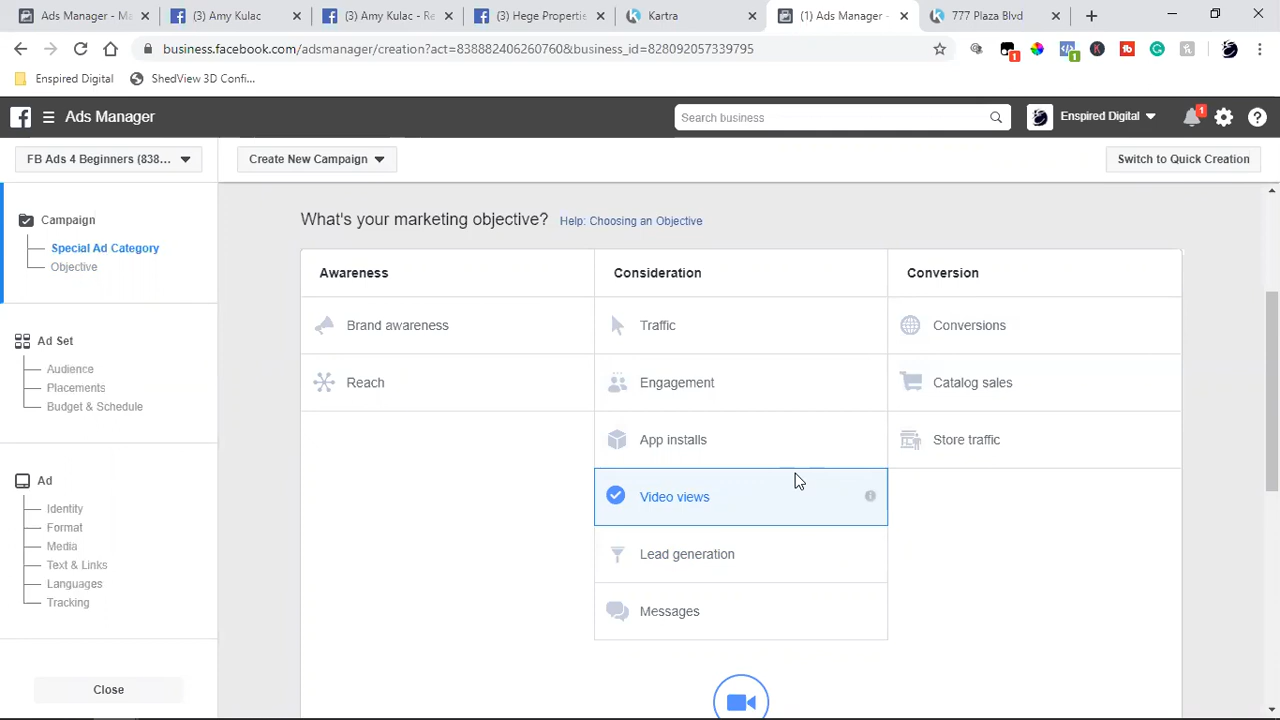 Ads Manager - Ma
(3) Amy Kulac
(3) Amy Kulac - Re
(3) Hege Properti
Kartra
(1) Ads Manager -
777 Plaza Blvd
business.facebook.com/adsmanager/creation?act=838882406260760&business_id=828092057339795
1
1
Enspired Digital
ShedView 3D Confi...
Ads Manager
Search business
Enspired Digital
1
FB Ads 4 Beginners (838...
Create New Campaign
Switch to Quick Creation
Campaign
Special Ad Category
Objective
Ad Set
Audience
Placements
Budget & Schedule
Ad
Identity
Format
Media
Text & Links
Languages
Tracking
Close
What's your marketing objective? Help: Choosing an Objective
Awareness
Consideration
Conversion
Brand awareness
Traffic
Conversions
Reach
Engagement
Catalog sales
App installs
Store traffic
Video views
Lead generation
Messages